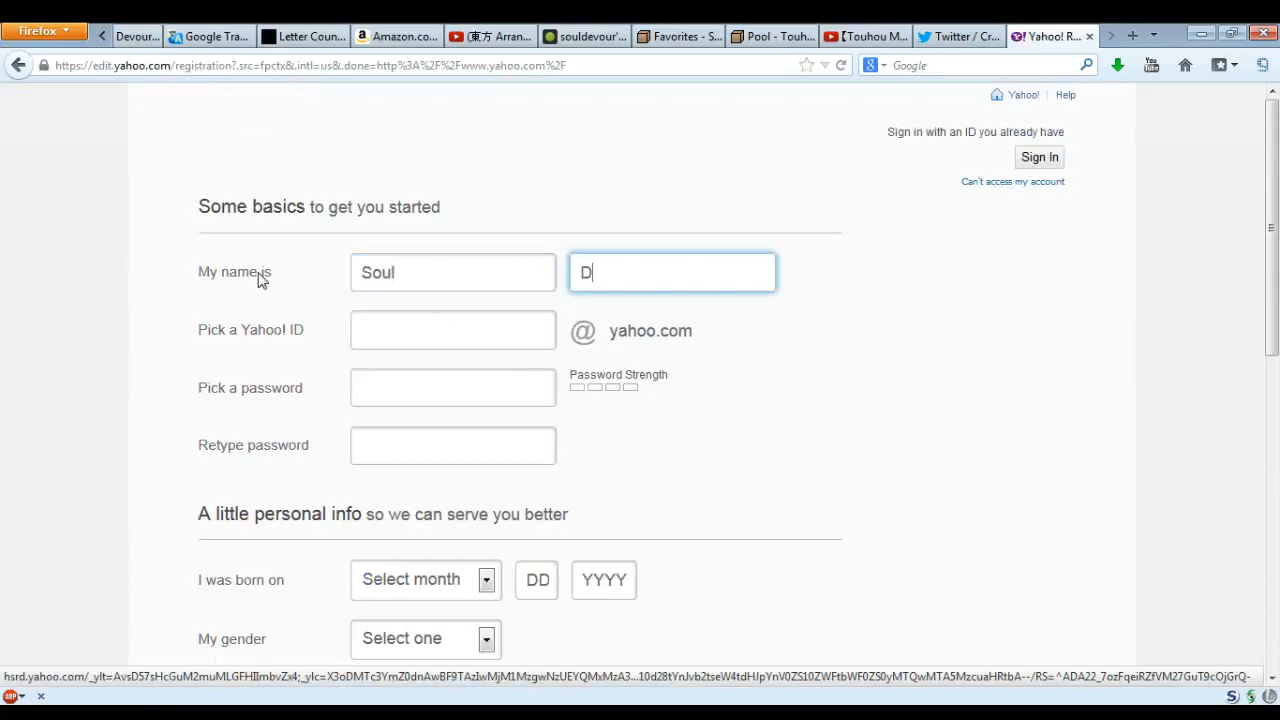 Firefox
Devour
Google Tra...
Letter Coun...
Amazon.co...
(東方 Arran...
souldevour'...
Favorites - S...
Pool - Touh...
【Touhou M...
Twitter / Cr...
Yahoo! R...
https://edit.yahoo.com/registration?.src=fpctx&.intl=us&.done=http%3A%2F%2Fwww.yahoo.com%2F
Google
Yahoo! | Help
Sign in with an ID you already have
Sign In
Can't access my account
Some basics to get you started
My name is Soul D
Pick a Yahoo! ID @ yahoo.com
Pick a password Password Strength
Retype password
A little personal info so we can serve you better
I was born on Select month DD YYYY
My gender Select one
ABP